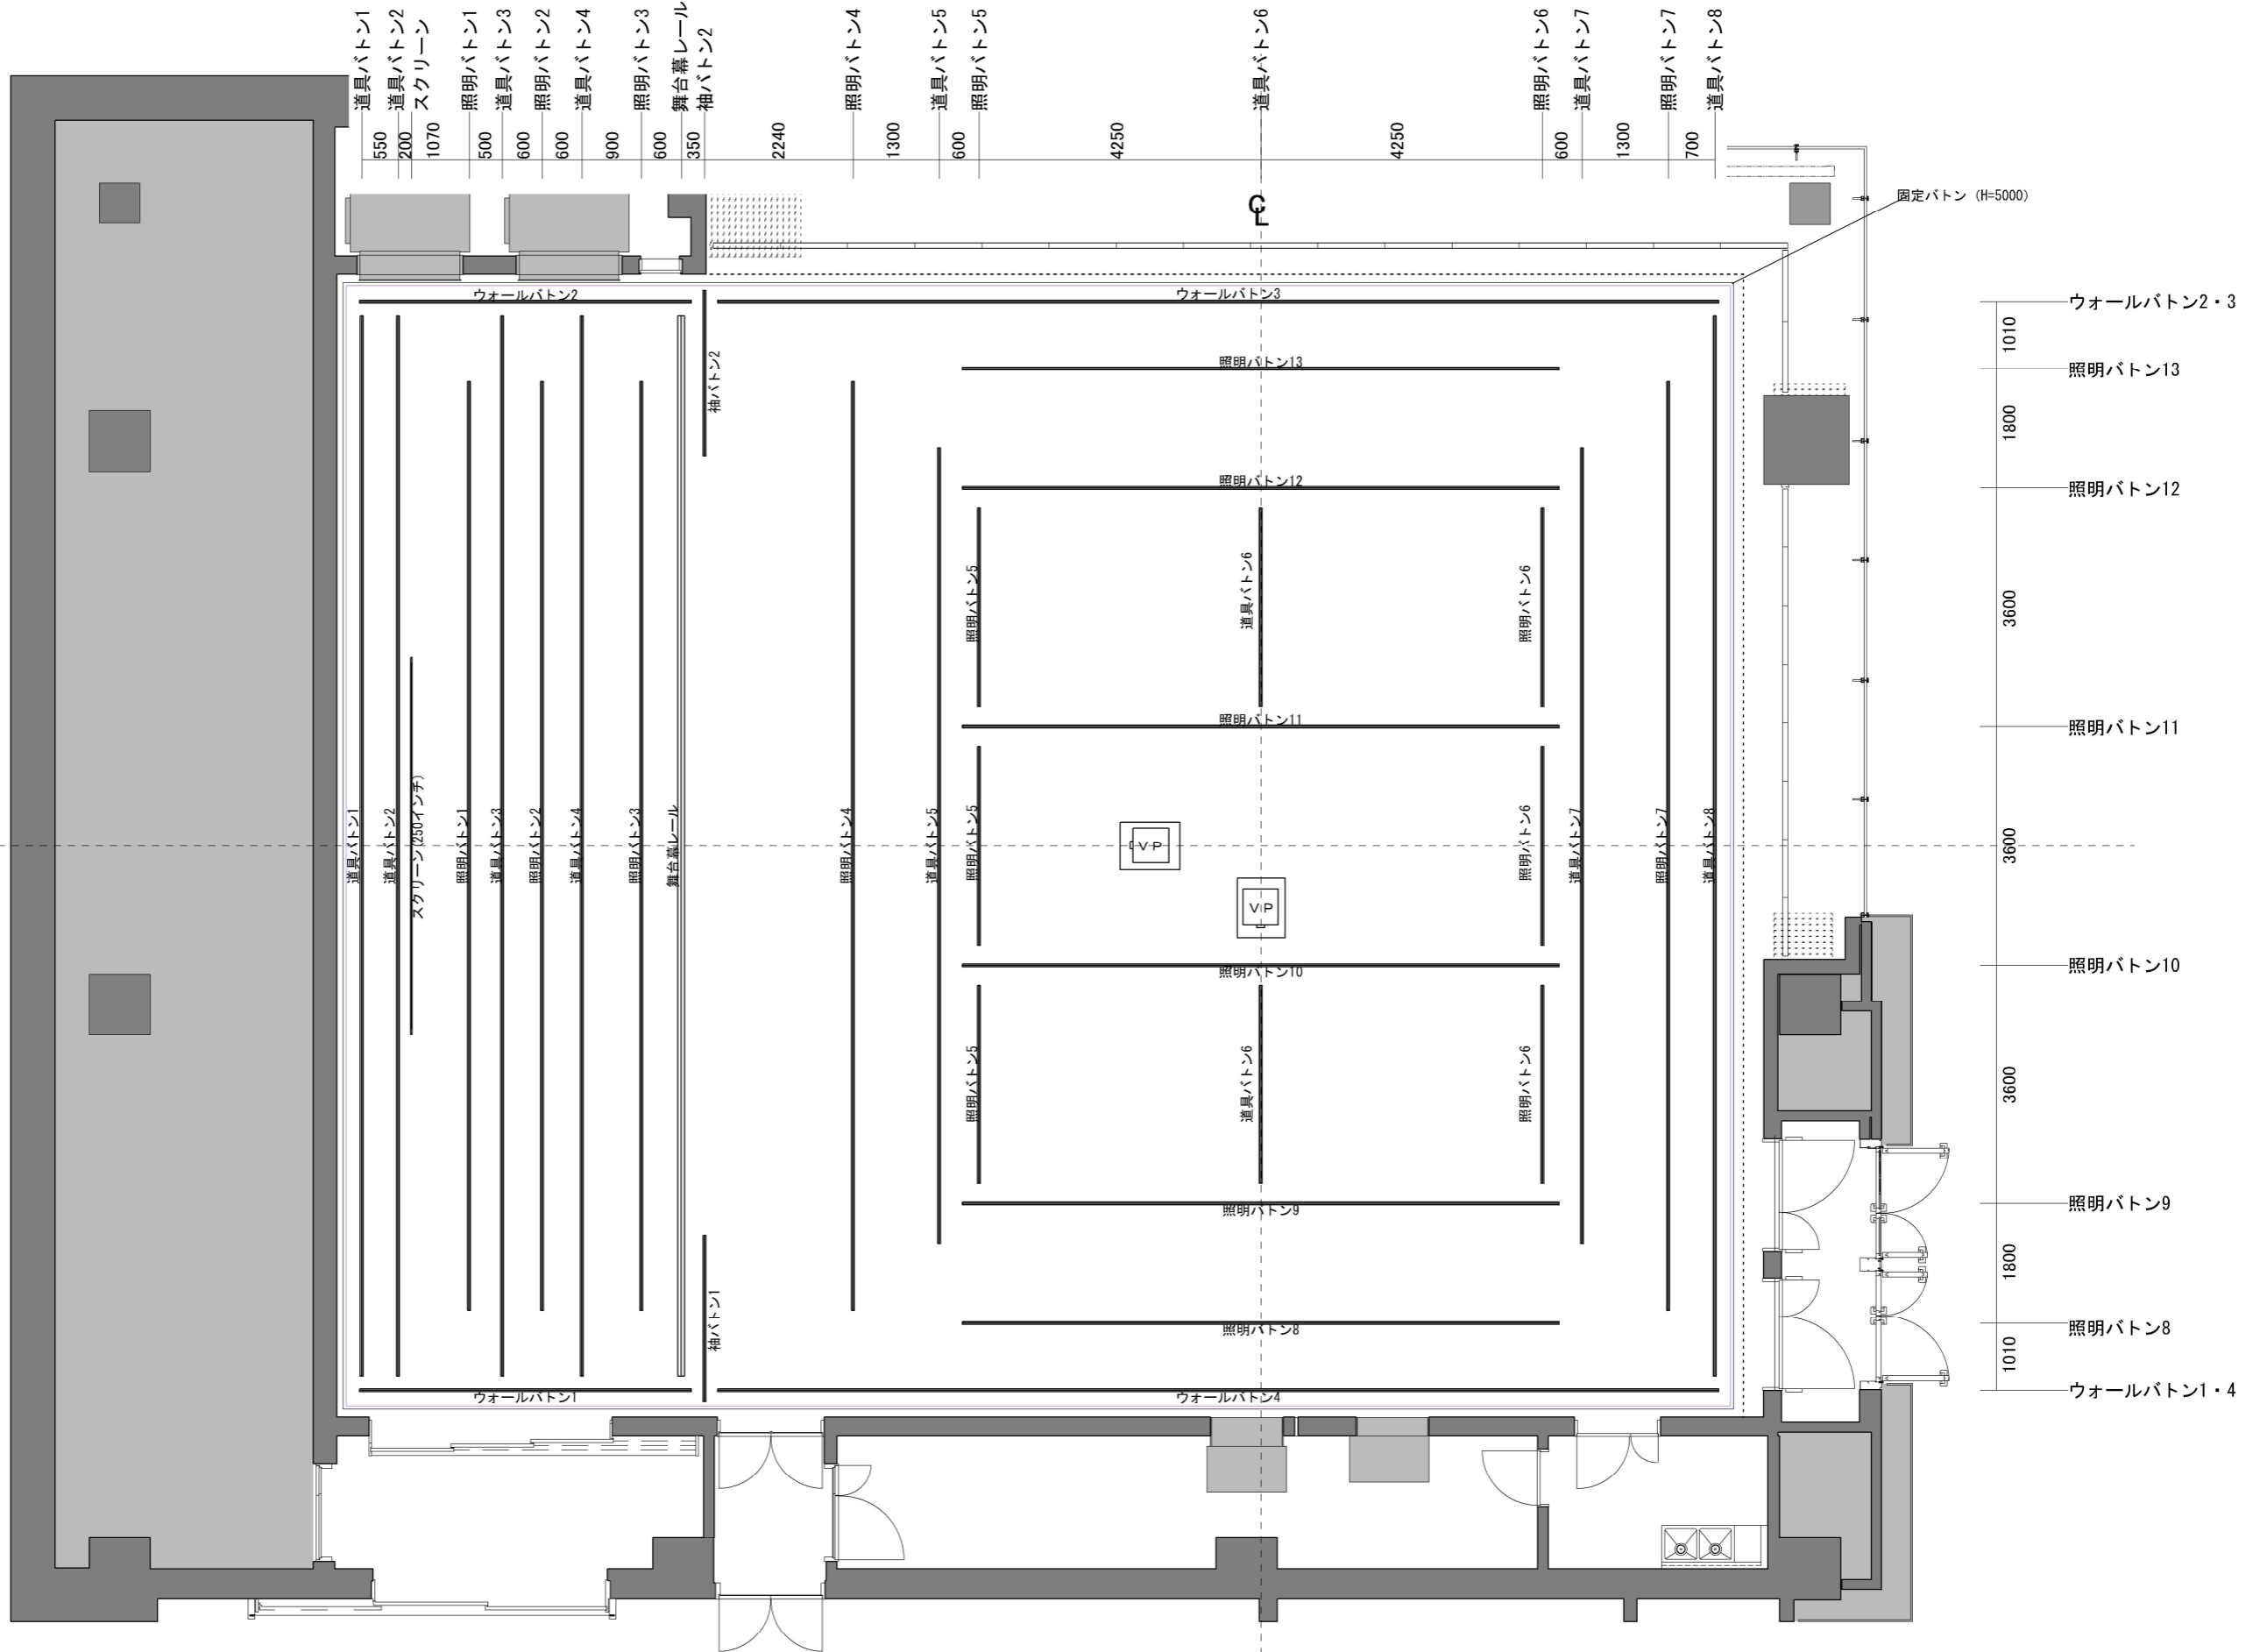 道具バトン1
道具バトン2
スクリーン
照明バトン1
道具バトン3
照明バトン2
道具バトン4
照明バトン3
舞台幕レール
袖バトン2
照明バトン4
道具バトン5
照明バトン5
道具バトン6
照明バトン6
道具バトン7
照明バトン7
道具バトン8
550
200
1070
500
600
600
900
600
350
2240
1300
600
4250
4250
600
1300
700
CL
固定バトン (H=5000)
ウォールバトン2
ウォールバトン3
袖バトン2
照明バトン13
照明バトン12
照明バトン5
道具バトン6
照明バトン6
照明バトン11
道具バトン1
道具バトン2
スクリーン(250インチ)
照明バトン1
道具バトン3
照明バトン2
道具バトン4
照明バトン3
舞台幕レール
照明バトン4
道具バトン5
照明バトン5
VP
VP
照明バトン6
道具バトン7
照明バトン7
道具バトン8
照明バトン10
照明バトン5
道具バトン6
照明バトン6
照明バトン9
照明バトン8
袖バトン1
ウォールバトン1
ウォールバトン4
ウォールバトン2・3
1010
照明バトン13
1800
照明バトン12
3600
照明バトン11
3600
照明バトン10
3600
照明バトン9
1800
照明バトン8
1010
ウォールバトン1・4